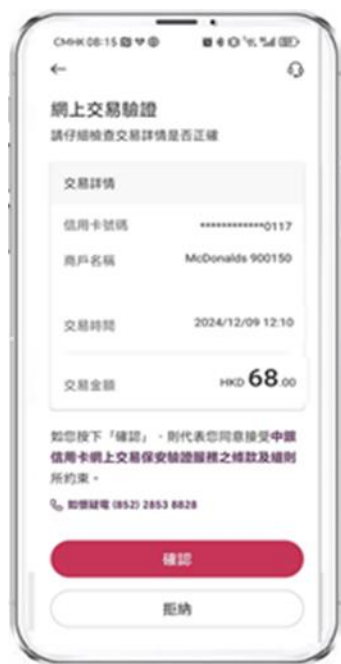 CMHK 08:15
網上交易驗證
請仔細檢查交易詳情是否正確
交易詳情
信用卡號碼 ************0117
商戶名稱 McDonalds 900150
交易時間 2024/12/09 12:10
交易金額 HKD 68.00
如您按下「確認」，則代表您同意接受中銀
信用卡網上交易保安驗證服務之條款及細則
所約束。
如懷疑電 (852) 2853 8828
確認
拒納